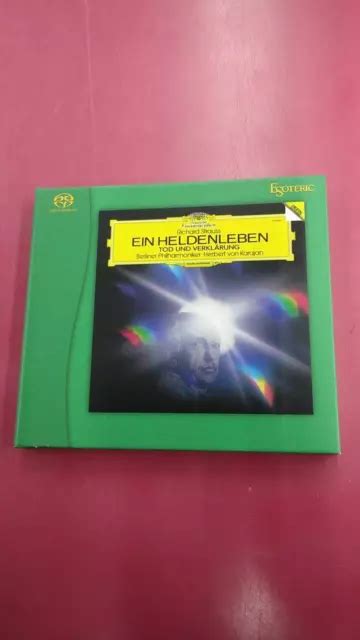 ESOTERIC
Richard Strauss
EIN HELDENLEBEN
TOD UND VERKLÄRUNG
Berliner Philharmoniker · Herbert von Karajan